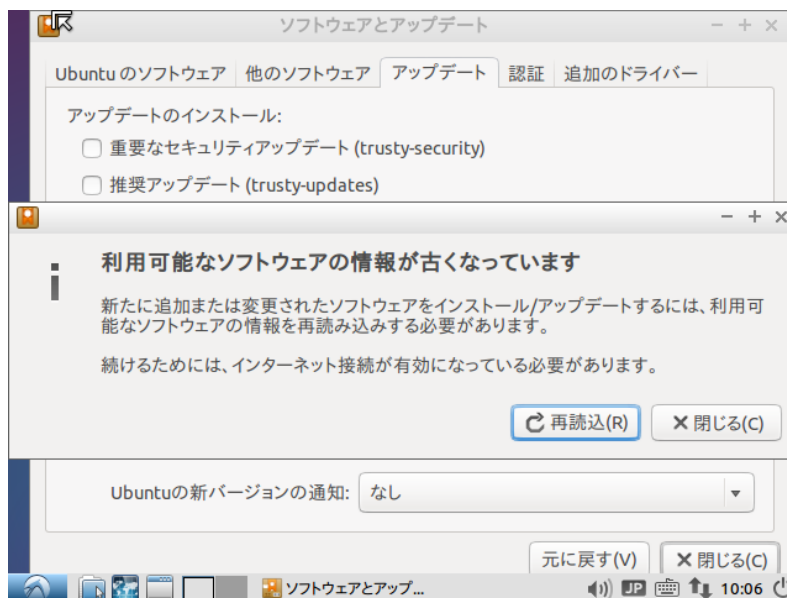 ソフトウェアとアップデート
Ubuntu のソフトウェア 他のソフトウェア アップデート 認証 追加のドライバー
アップデートのインストール:
重要なセキュリティアップデート (trusty-security)
推奨アップデート (trusty-updates)
利用可能なソフトウェアの情報が古くなっています
新たに追加または変更されたソフトウェアをインストール/アップデートするには、利用可
能なソフトウェアの情報を再読み込みする必要があります。
続けるためには、インターネット接続が有効になっている必要があります。
再読込(R) 閉じる(C)
Ubuntuの新バージョンの通知: なし
元に戻す(V) 閉じる(C)
ソフトウェアとアップ... JP 10:06